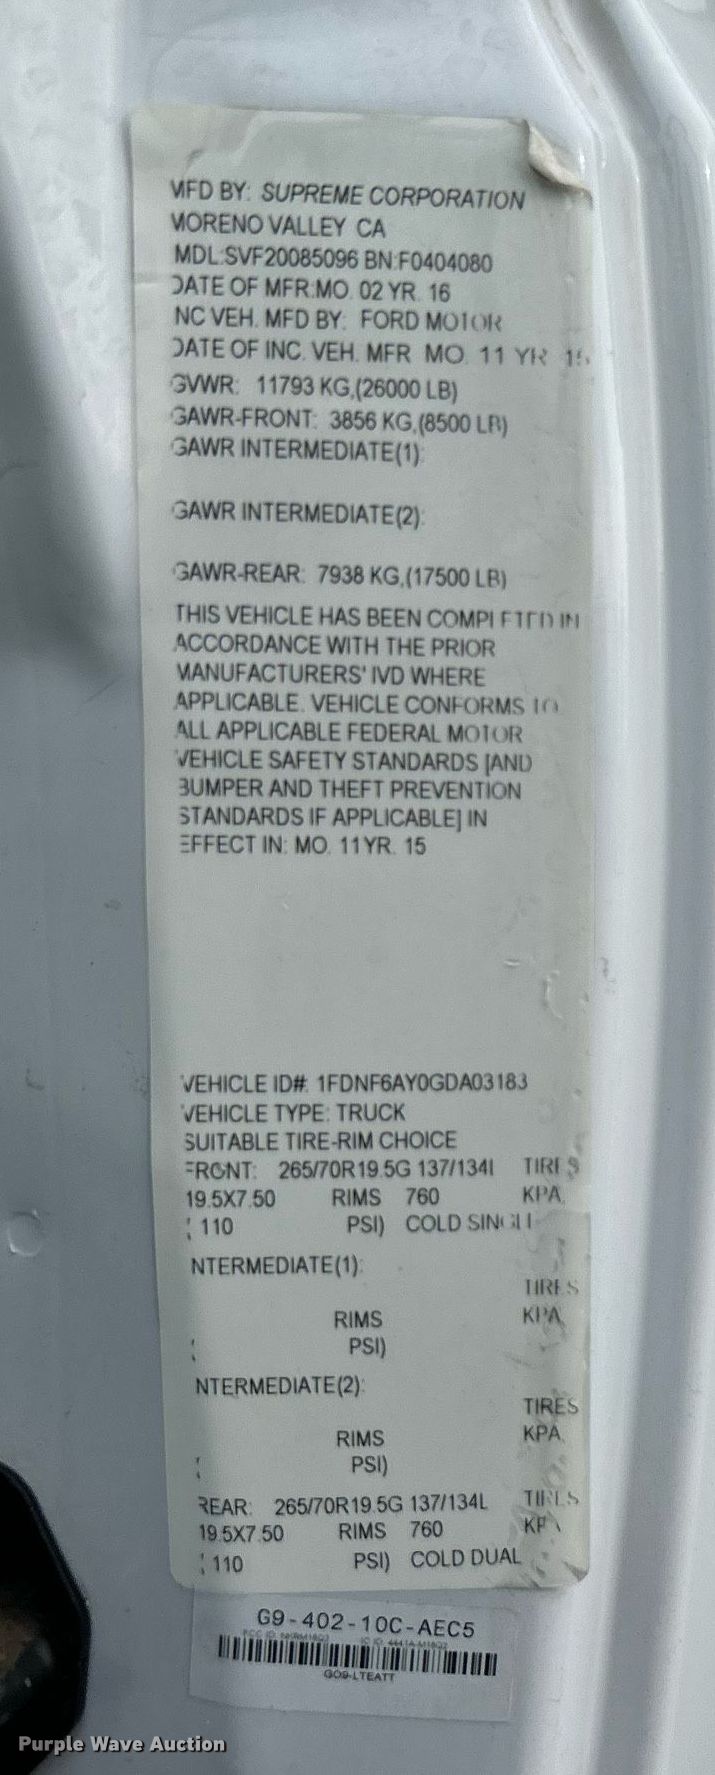 MFD BY: SUPREME CORPORATION
MORENO VALLEY CA
MDL:SVF20085096 BN:F0404080
DATE OF MFR:MO. 02 YR. 16
INC VEH. MFD BY: FORD MOTOR
DATE OF INC. VEH. MFR MO. 11 YR 15
GVWR: 11793 KG,(26000 LB)
GAWR-FRONT: 3856 KG,(8500 LB)
GAWR INTERMEDIATE(1):
GAWR INTERMEDIATE(2):
GAWR-REAR: 7938 KG,(17500 LB)
THIS VEHICLE HAS BEEN COMPLETED IN
ACCORDANCE WITH THE PRIOR
MANUFACTURERS' IVD WHERE
APPLICABLE. VEHICLE CONFORMS TO
ALL APPLICABLE FEDERAL MOTOR
VEHICLE SAFETY STANDARDS [AND
BUMPER AND THEFT PREVENTION
STANDARDS IF APPLICABLE] IN
EFFECT IN: MO. 11YR. 15
VEHICLE ID#: 1FDNF6AY0GDA03183
VEHICLE TYPE: TRUCK
SUITABLE TIRE-RIM CHOICE
FRONT: 265/70R19.5G 137/134L TIRES
19.5X7.50 RIMS 760 KPA,
( 110 PSI) COLD SINGLE
INTERMEDIATE(1):
TIRES
RIMS KPA,
( PSI)
INTERMEDIATE(2):
TIRES
RIMS KPA,
( PSI)
REAR: 265/70R19.5G 137/134L TIRES
19.5X7.50 RIMS 760 KPA
( 110 PSI) COLD DUAL
G9-402-10C-AEC5
GO9-LTEATT
Purple Wave Auction